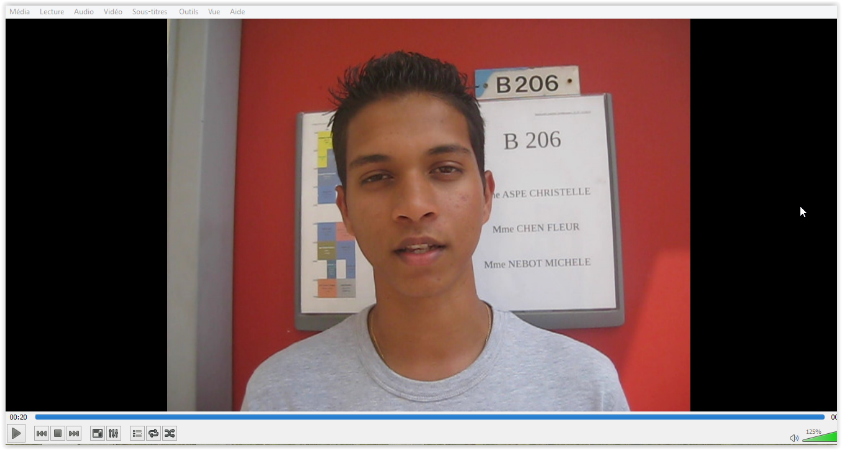 Média Lecture Audio Vidéo Sous-titres Outils Vue Aide
B206
B 206
ASPE CHRISTELLE
Mme CHEN FLEUR
Mme NEBOT MICHELE
00:20
125%